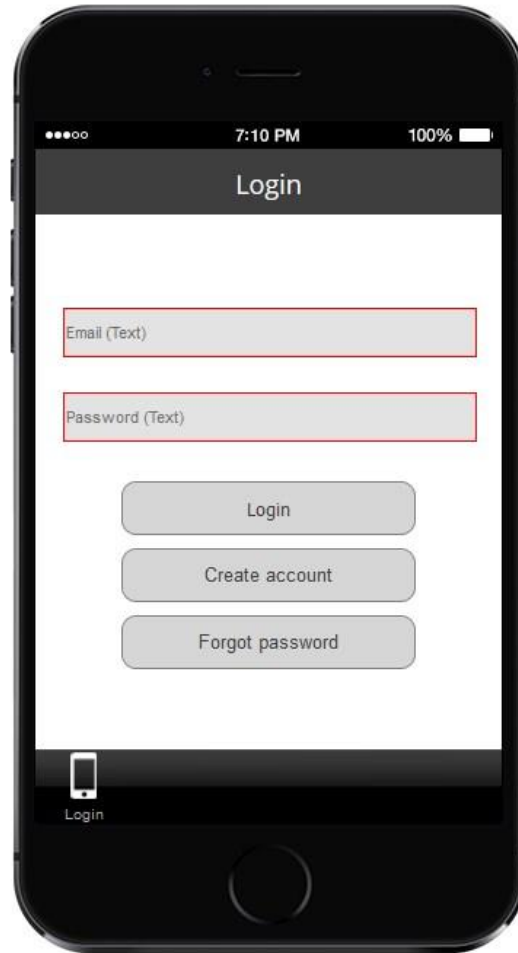 7:10 PM 100%
Login
Email (Text)
Password (Text)
Login
Create account
Forgot password
Login